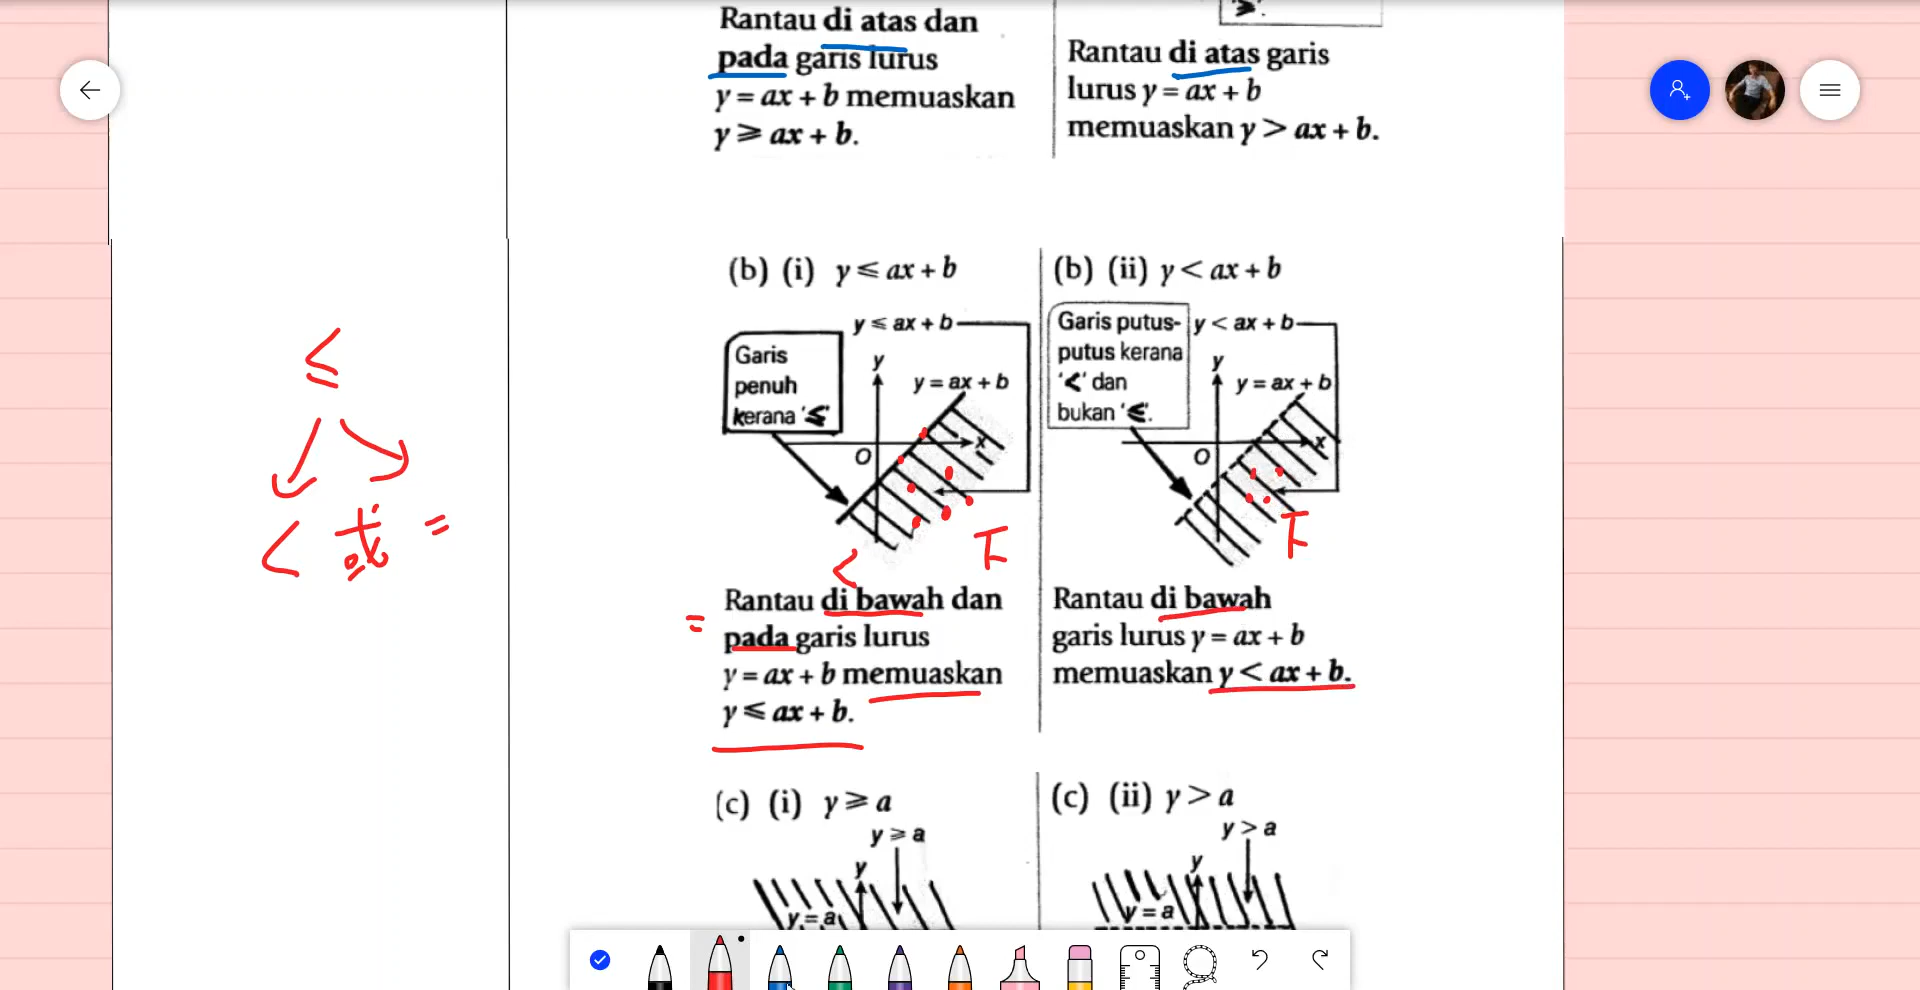 Rantau di atas dan
pada garis lurus
y = ax + b memuaskan
y ⩾ ax + b.
⩾'.
Rantau di atas garis
lurus y = ax + b
memuaskan y > ax + b.
(b) (i) y ⩽ ax + b
y ⩽ ax + b
Garis
penuh
kerana '⩽'
y
y = ax + b
x
O
<
下
Rantau di bawah dan
=
pada garis lurus
y = ax + b memuaskan
y ⩽ ax + b.
(b) (ii) y < ax + b
Garis putus-
putus kerana
'<' dan
bukan '⩽'.
y < ax + b
y
y = ax + b
x
O
下
Rantau di bawah
garis lurus y = ax + b
memuaskan y < ax + b.
≤
<
=
(c) (i) y ⩾ a
y ⩾ a
y
y = a
(c) (ii) y > a
y > a
y
y = a